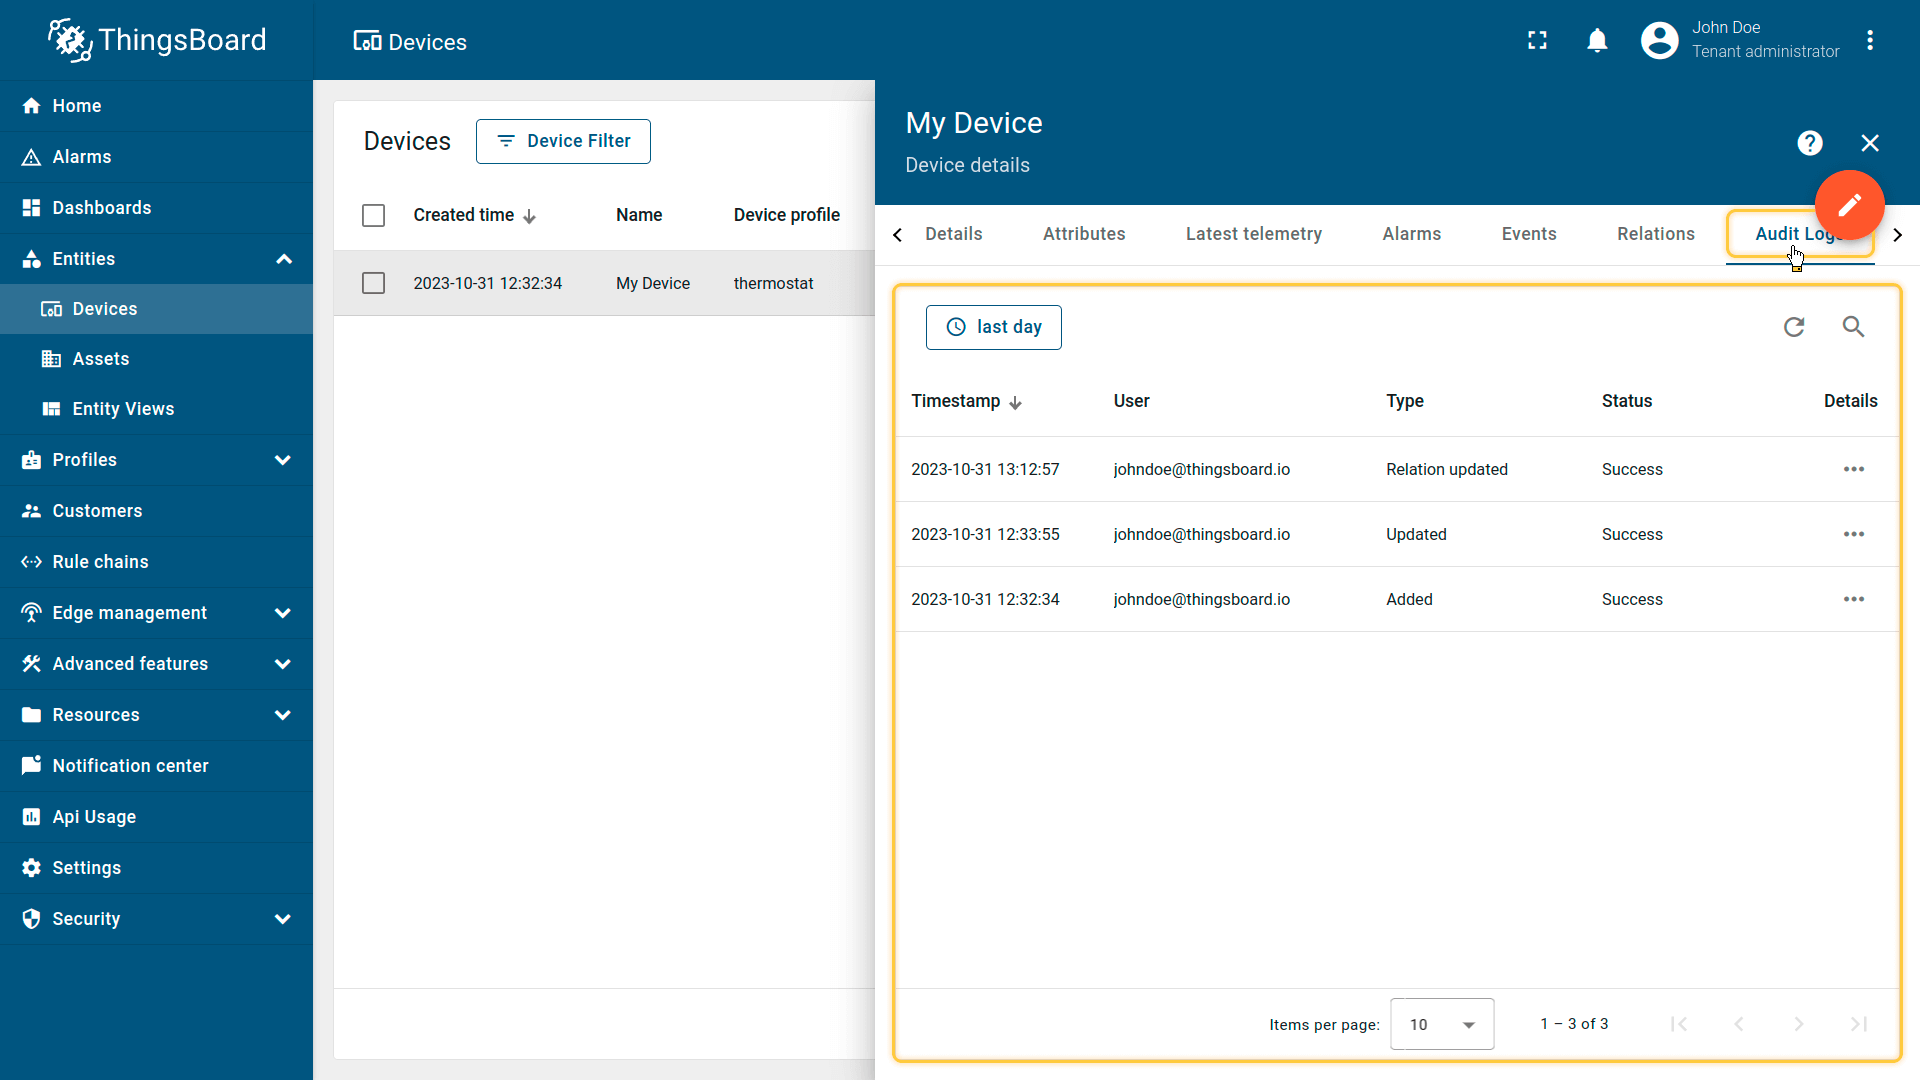 ThingsBoard
Devices
John Doe
Tenant administrator
Home
Alarms
Dashboards
Entities
Devices
Assets
Entity Views
Profiles
Customers
Rule chains
Edge management
Advanced features
Resources
Notification center
Api Usage
Settings
Security
Devices
Device Filter
Created time Name Device profile
2023-10-31 12:32:34 My Device thermostat
My Device
Device details
Details Attributes Latest telemetry Alarms Events Relations Audit Logs
last day
Timestamp User Type Status Details
2023-10-31 13:12:57 johndoe@thingsboard.io Relation updated Success
2023-10-31 12:33:55 johndoe@thingsboard.io Updated Success
2023-10-31 12:32:34 johndoe@thingsboard.io Added Success
Items per page: 10 1 – 3 of 3